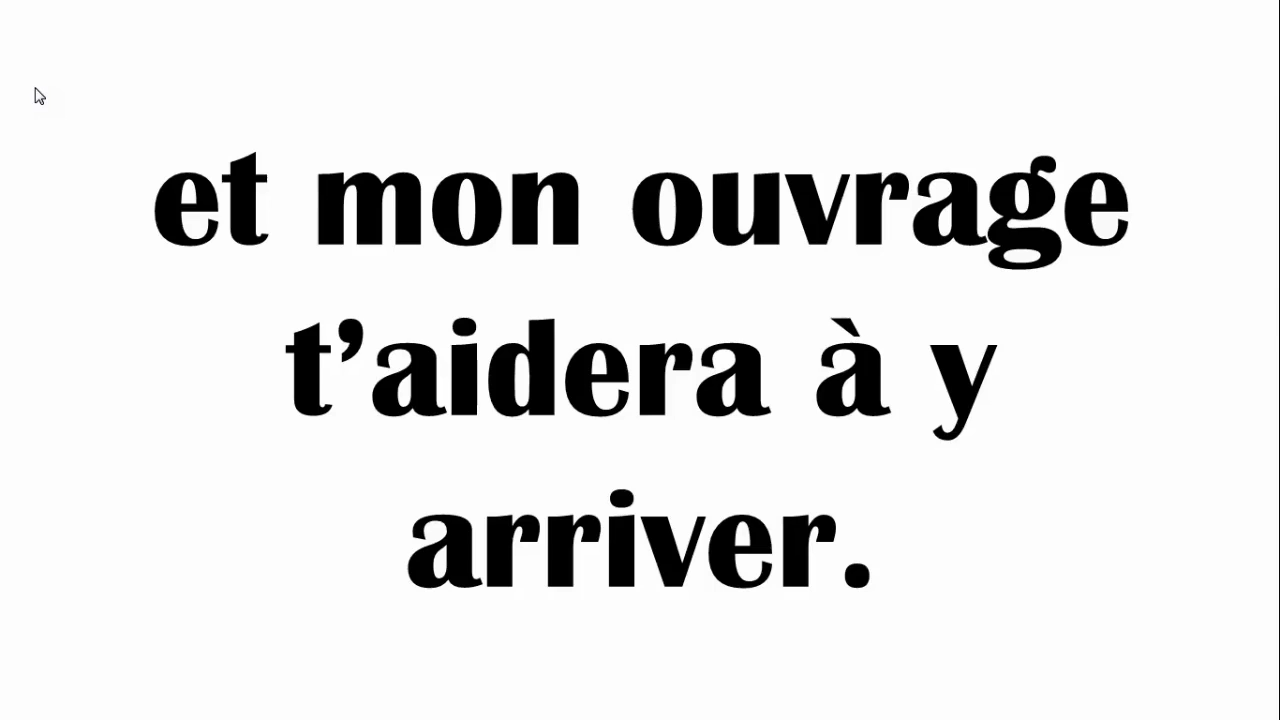 et mon ouvrage
t’aidera à y
arriver.